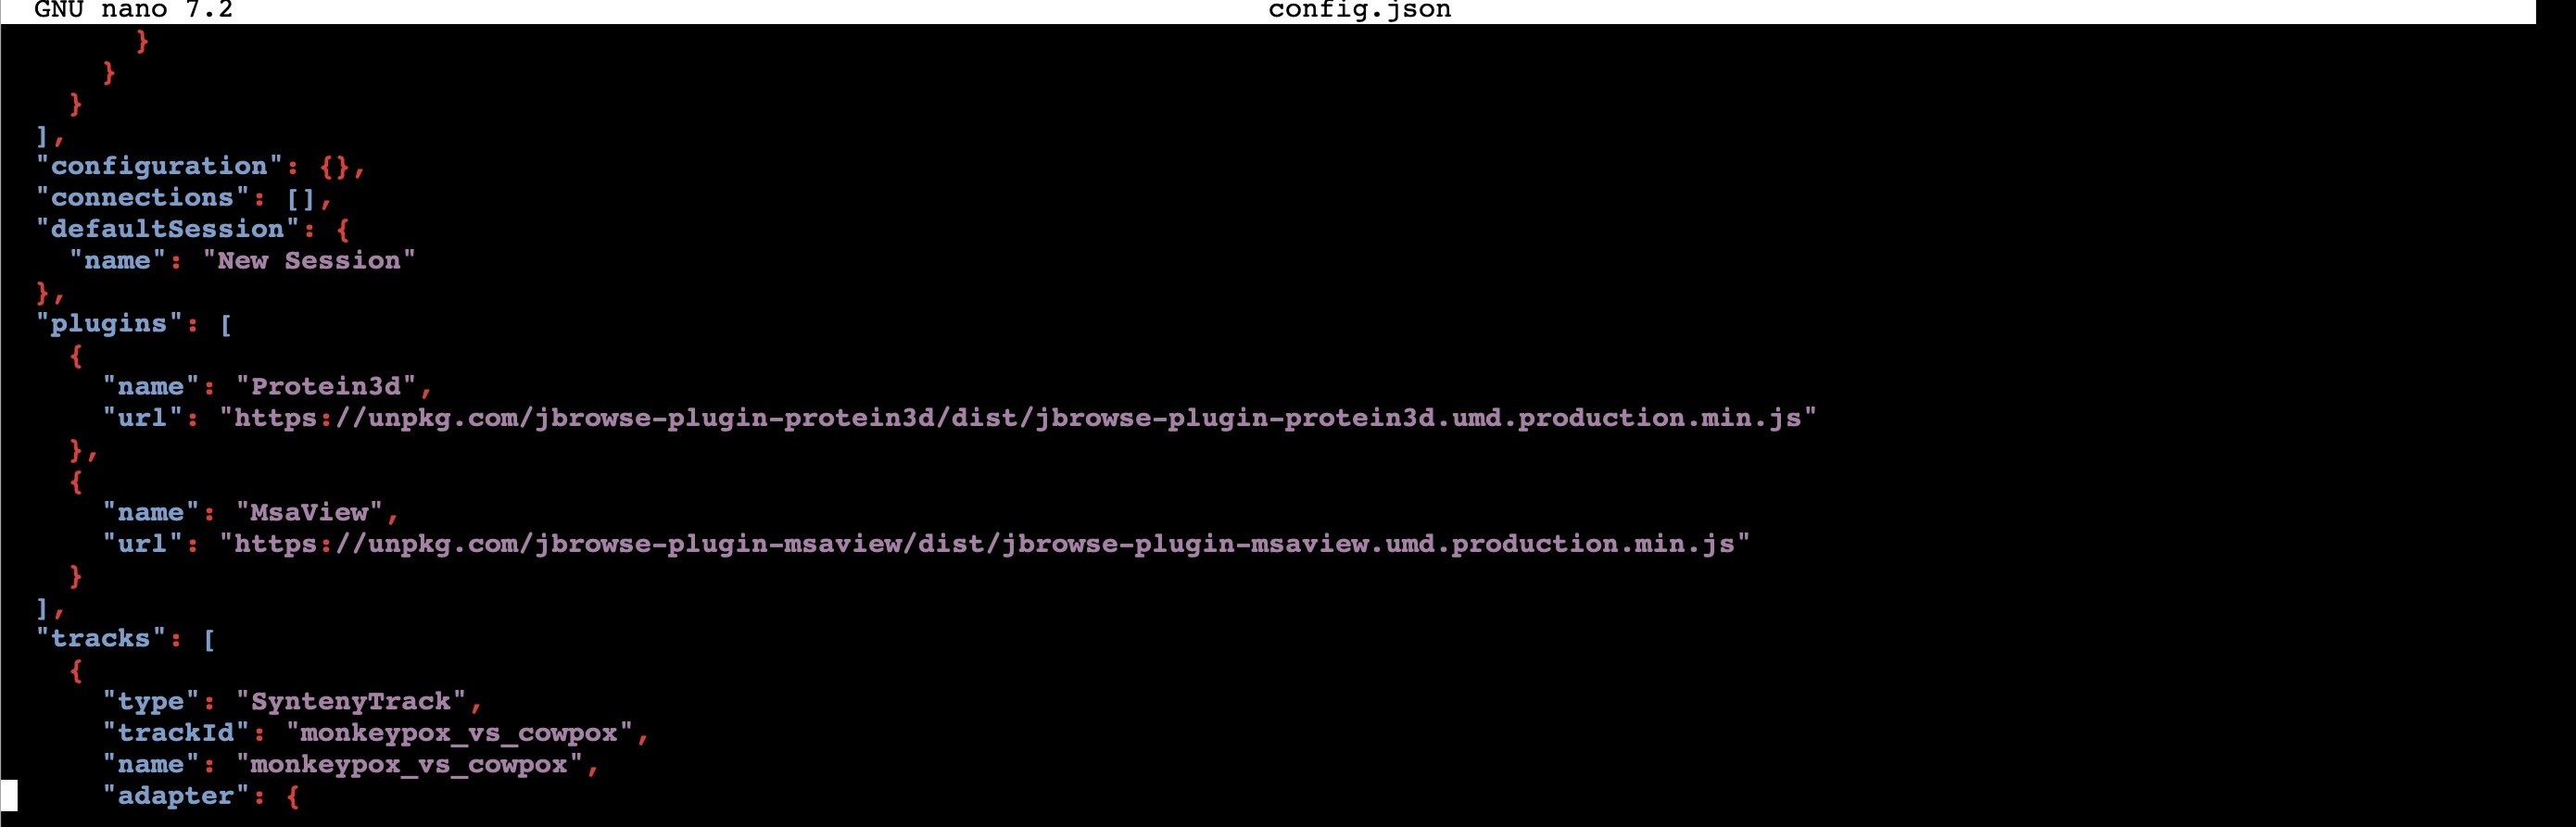 GNU nano 7.2 config.json
      }
    }
  }
],
"configuration": {},
"connections": [],
"defaultSession": {
  "name": "New Session"
},
"plugins": [
  {
    "name": "Protein3d",
    "url": "https://unpkg.com/jbrowse-plugin-protein3d/dist/jbrowse-plugin-protein3d.umd.production.min.js"
  },
  {
    "name": "MsaView",
    "url": "https://unpkg.com/jbrowse-plugin-msaview/dist/jbrowse-plugin-msaview.umd.production.min.js"
  }
],
"tracks": [
  {
    "type": "SyntenyTrack",
    "trackId": "monkeypox_vs_cowpox",
    "name": "monkeypox_vs_cowpox",
    "adapter": {